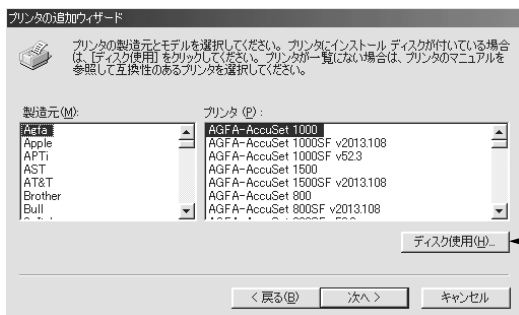 プリンタの追加ウィザード
プリンタの製造元とモデルを選択してください。プリンタにインストール ディスクが付いている場合
は、[ディスク使用] をクリックしてください。プリンタが一覧にない場合は、プリンタのマニュアルを
参照して互換性のあるプリンタを選択してください。
製造元(M):
プリンタ (P) :
Agfa
Apple
APTi
AST
AT&T
Brother
Bull
AGFA-AccuSet 1000
AGFA-AccuSet 1000SF v2013.108
AGFA-AccuSet 1000SF v52.3
AGFA-AccuSet 1500
AGFA-AccuSet 1500SF v2013.108
AGFA-AccuSet 800
AGFA-AccuSet 800SF v2013.108
ディスク使用(H)...
< 戻る(B)
次へ >
キャンセル